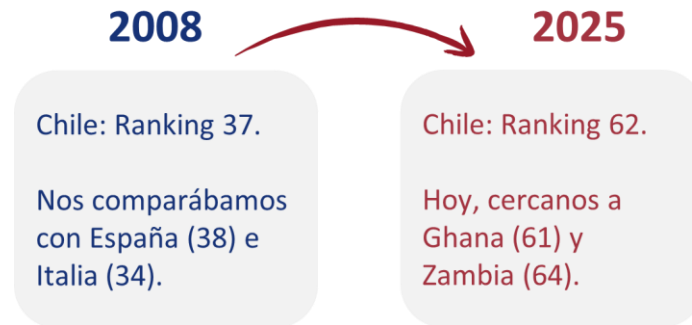 2008
Chile: Ranking 37.
Nos comparábamos
con España (38) e
Italia (34).
2025
Chile: Ranking 62.
Hoy, cercanos a
Ghana (61) y
Zambia (64).